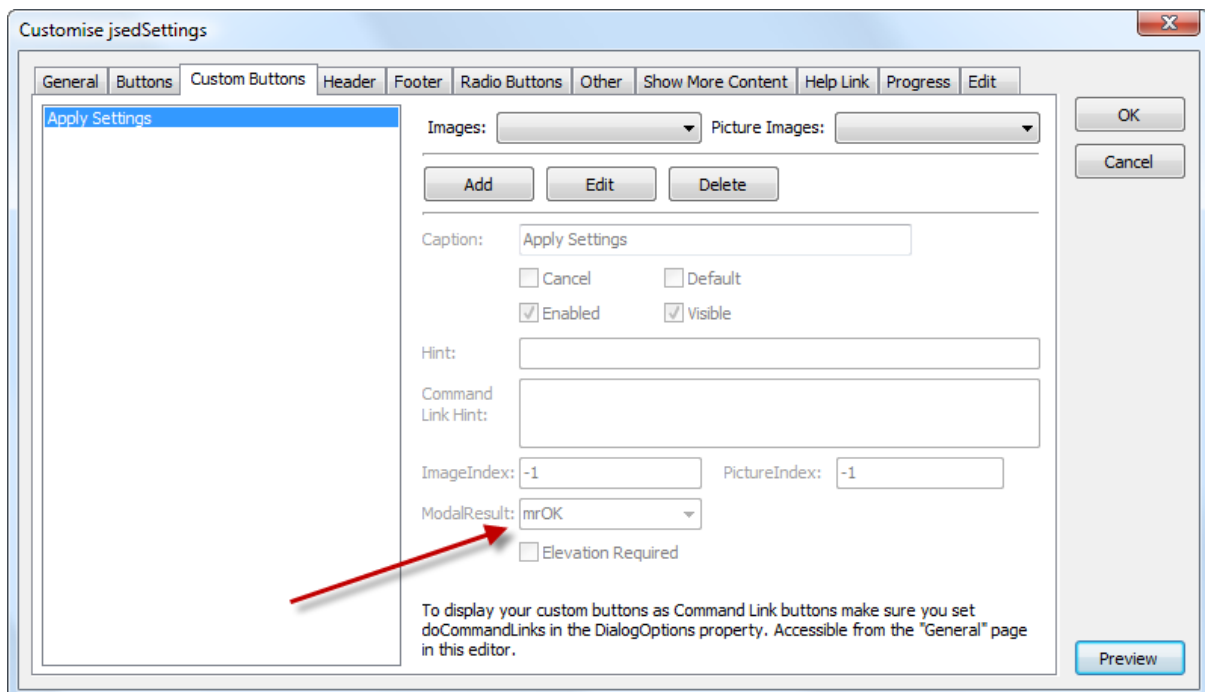 Customise jsedSettings
General Buttons Custom Buttons Header Footer Radio Buttons Other Show More Content Help Link Progress Edit
Apply Settings
Images: Picture Images:
OK
Cancel
Add Edit Delete
Caption: Apply Settings
Cancel Default
Enabled Visible
Hint:
Command
Link Hint:
ImageIndex: -1 PictureIndex: -1
ModalResult: mrOK
Elevation Required
To display your custom buttons as Command Link buttons make sure you set
doCommandLinks in the DialogOptions property. Accessible from the "General" page
in this editor.
Preview